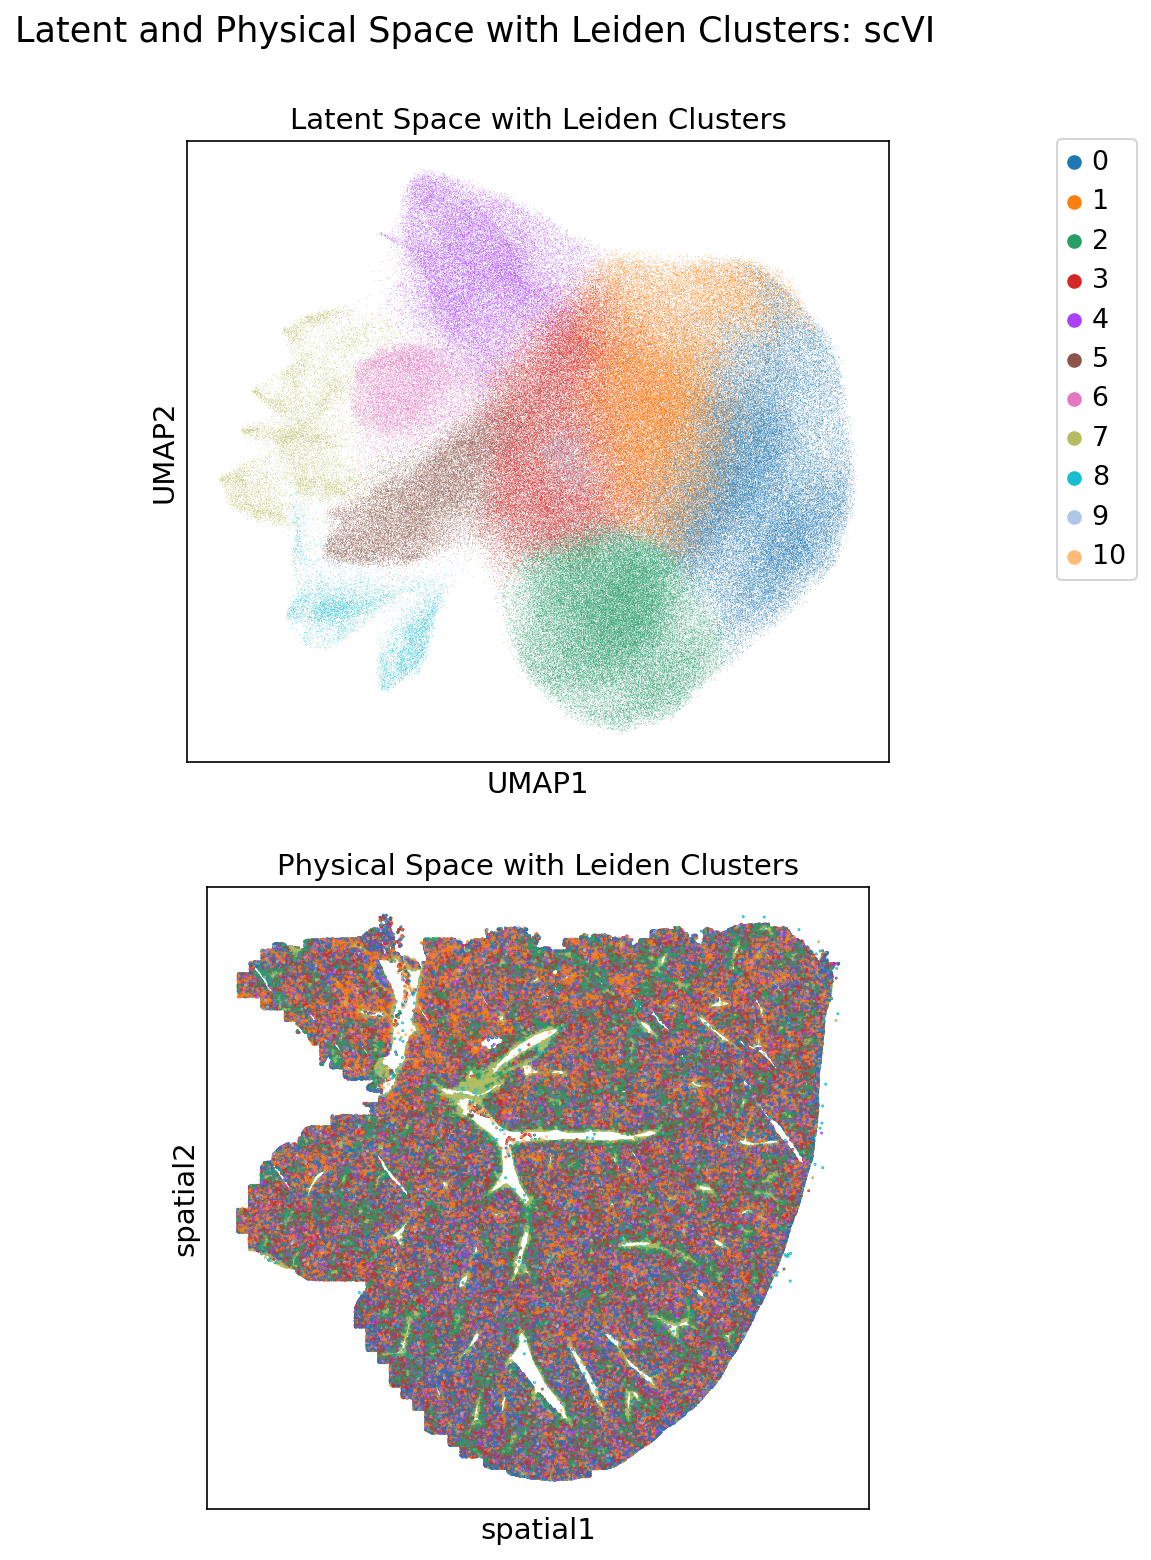 Latent and Physical Space with Leiden Clusters: scVI
Latent Space with Leiden Clusters
0
1
2
3
4
5
6
7
8
9
10
UMAP2
UMAP1
Physical Space with Leiden Clusters
spatial2
spatial1